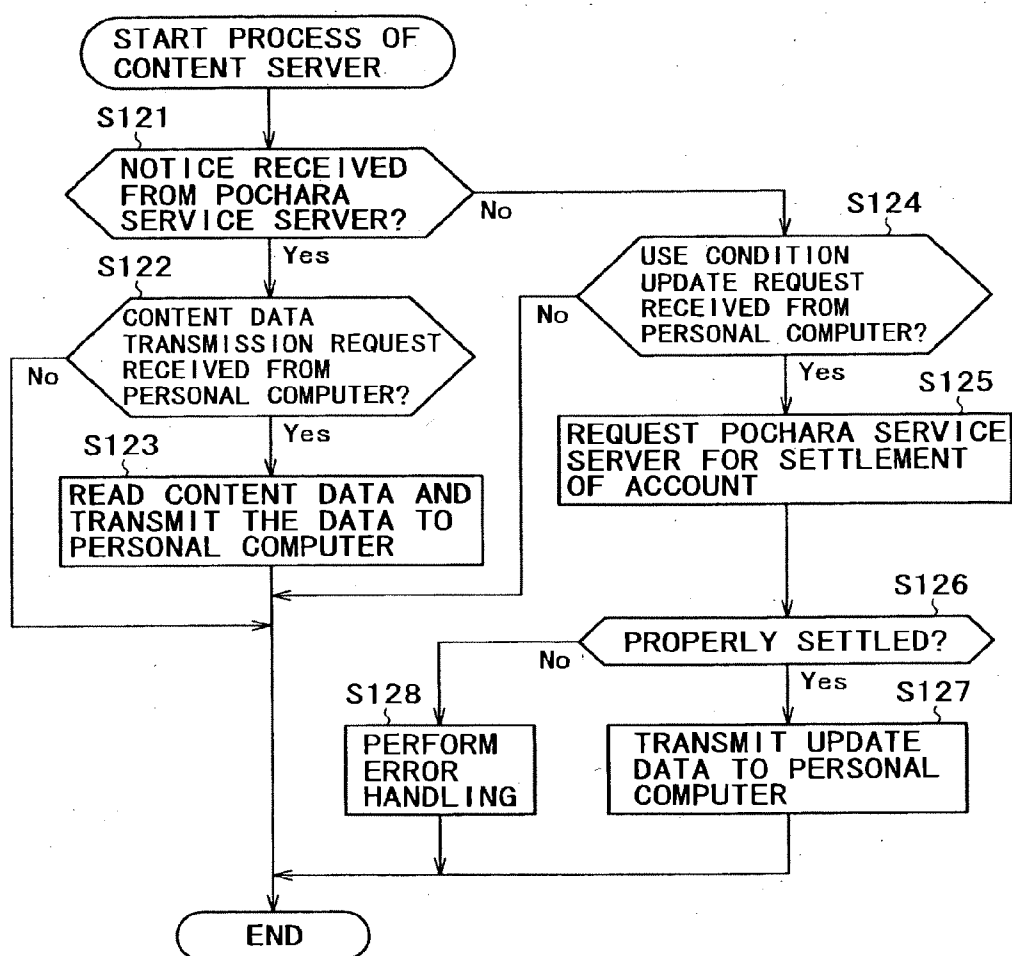 START PROCESS OF
CONTENT SERVER
S121
NOTICE RECEIVED
FROM POCHARA
SERVICE SERVER?
No
Yes
S122
CONTENT DATA
TRANSMISSION REQUEST
RECEIVED FROM
PERSONAL COMPUTER?
No
Yes
S123
READ CONTENT DATA AND
TRANSMIT THE DATA TO
PERSONAL COMPUTER
S124
USE CONDITION
UPDATE REQUEST
RECEIVED FROM
PERSONAL COMPUTER?
No
Yes
S125
REQUEST POCHARA SERVICE
SERVER FOR SETTLEMENT
OF ACCOUNT
S126
PROPERLY SETTLED?
No
Yes
S128
PERFORM
ERROR
HANDLING
S127
TRANSMIT UPDATE
DATA TO PERSONAL
COMPUTER
END